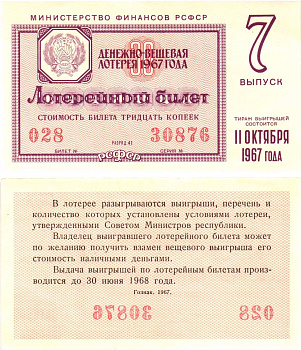 МИНИСТЕРСТВО ФИНАНСОВ РСФСР
ДЕНЕЖНО-ВЕЩЕВАЯ
ЛОТЕРЕЯ 1967 ГОДА
Лотерейный билет
СТОИМОСТЬ БИЛЕТА ТРИДЦАТЬ КОПЕЕК
028 РАЗРЯД 41 30876
БИЛЕТ № СЕРИЯ №
РСФСР
7
ВЫПУСК
ТИРАЖ ВЫИГРЫШЕЙ
СОСТОИТСЯ
11 ОКТЯБРЯ
1967 ГОДА
В лотерее разыгрываются выигрыши, перечень и
количество которых установлены условиями лотереи,
утвержденными Советом Министров республики.
Владелец выигравшего лотерейного билета может
по желанию получить взамен вещевого выигрыша его
стоимость наличными деньгами.
Выдача выигрышей по лотерейным билетам произ-
водится до 30 июня 1968 года.
Гознак. 1967.
30876 028